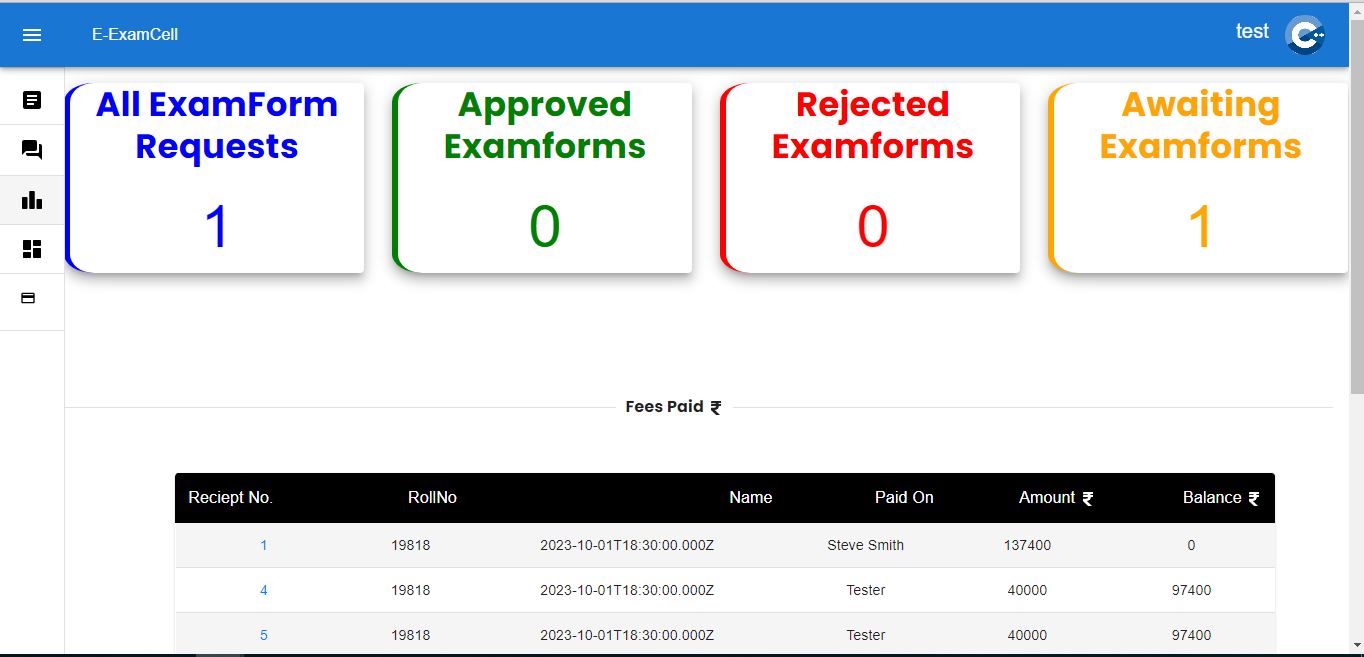 E-ExamCell
test
C++
All ExamForm
Requests
1
Approved
Examforms
0
Rejected
Examforms
0
Awaiting
Examforms
1
Fees Paid ₹
Reciept No. RollNo Name Paid On Amount ₹ Balance ₹
1 19818 2023-10-01T18:30:00.000Z Steve Smith 137400 0
4 19818 2023-10-01T18:30:00.000Z Tester 40000 97400
5 19818 2023-10-01T18:30:00.000Z Tester 40000 97400